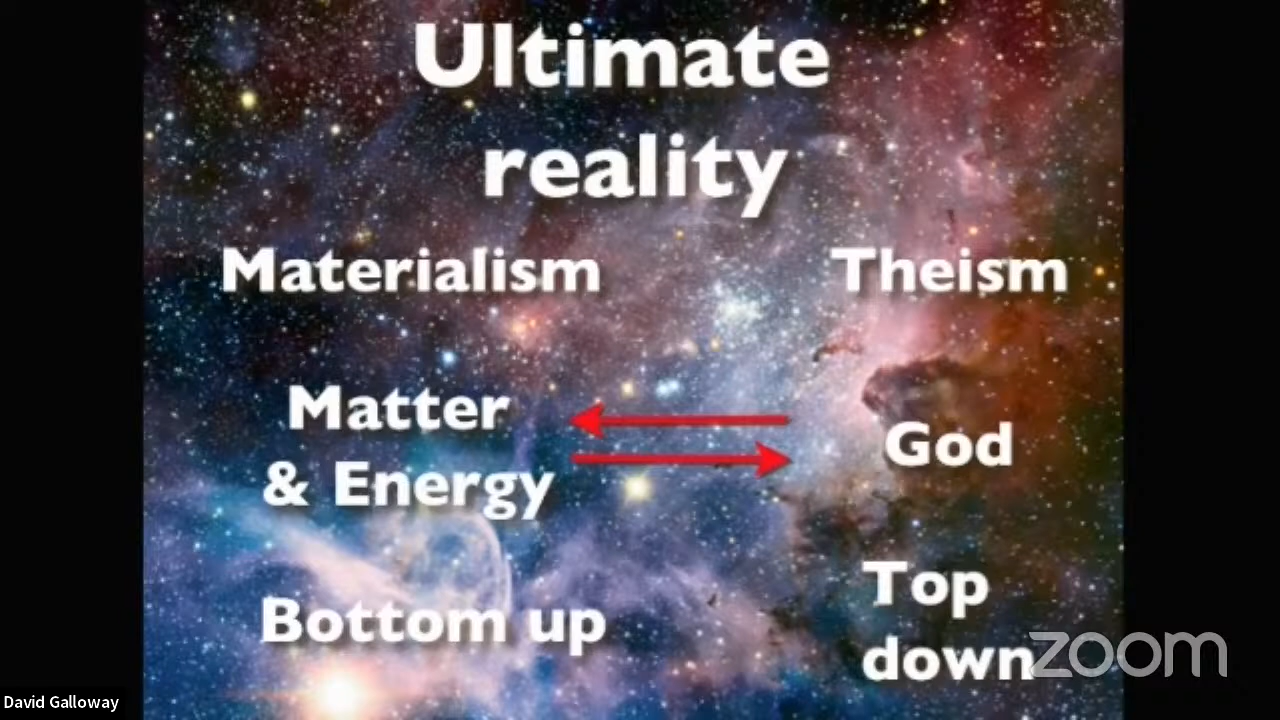 Ultimate
reality
Materialism
Theism
Matter
& Energy
God
Bottom up
Top
down
zoom
David Galloway